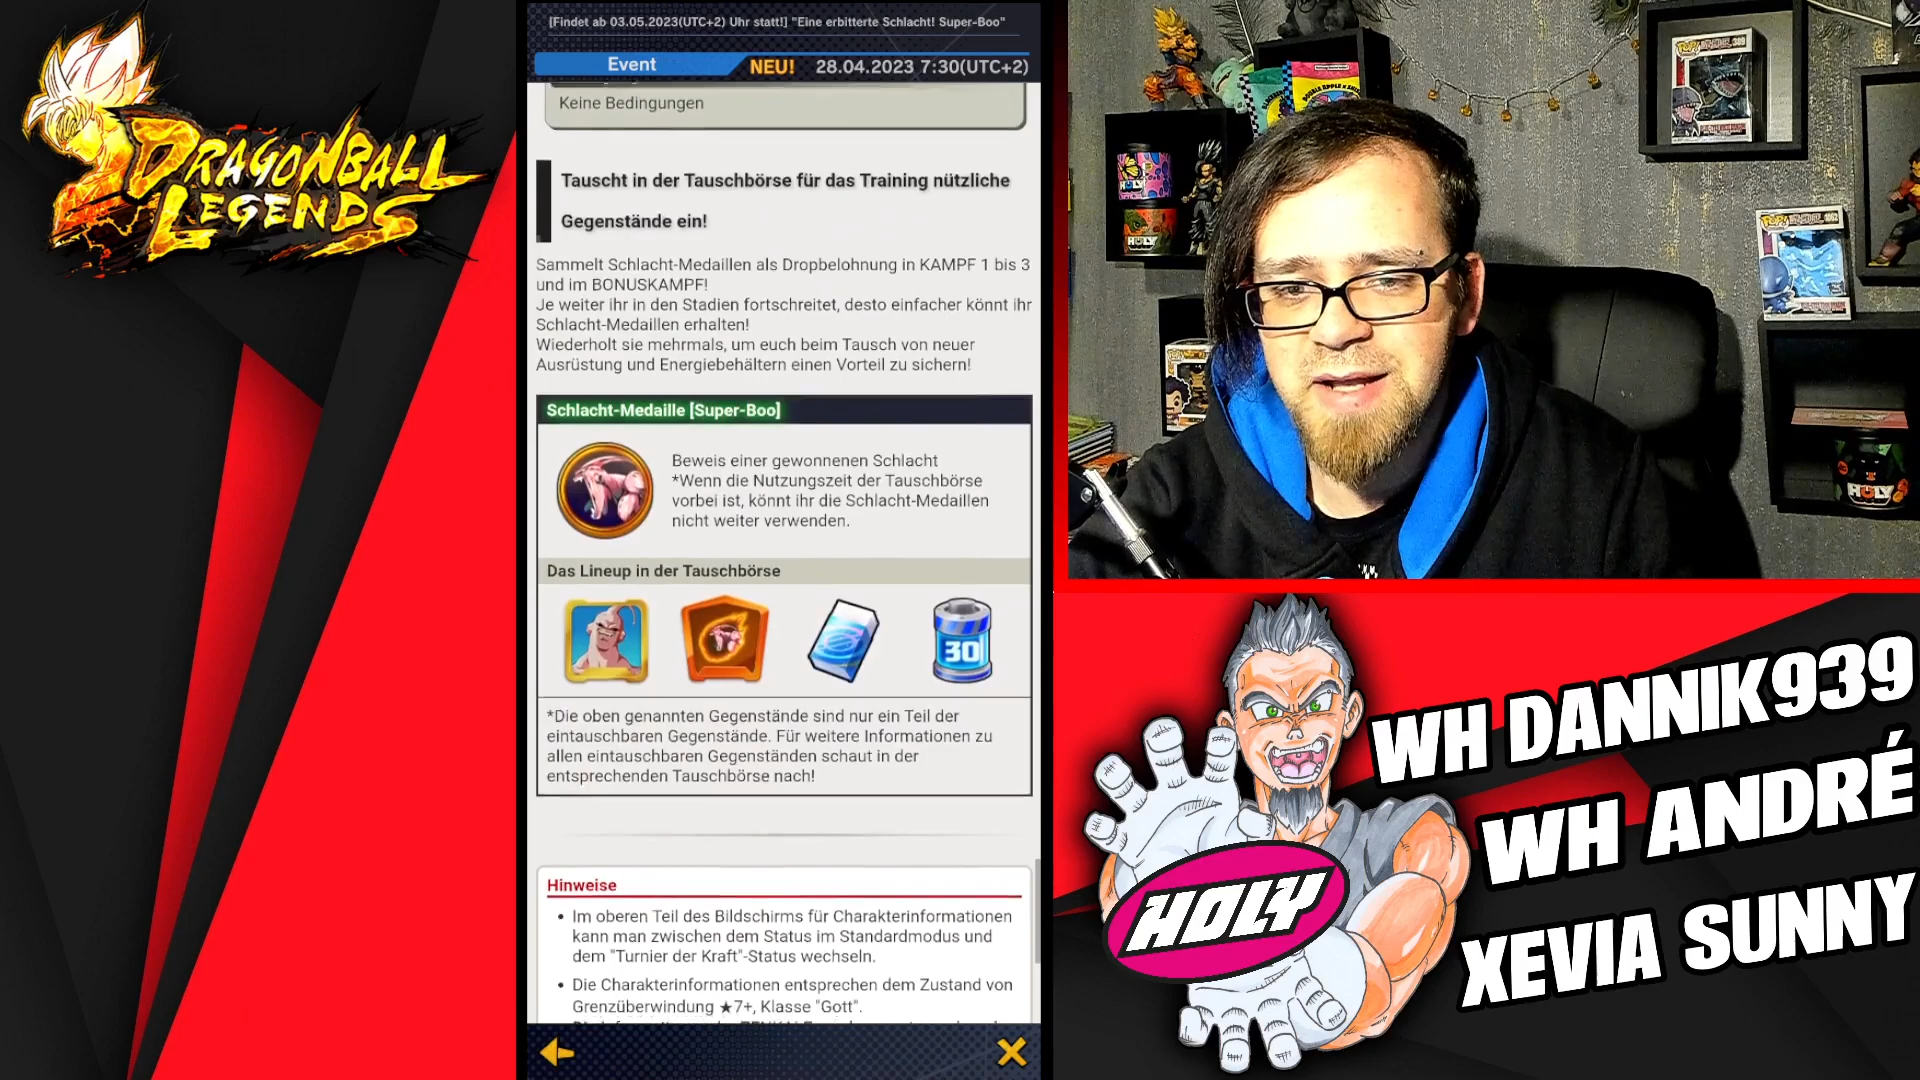 DRAGONBALL
LEGENDS
[Findet ab 03.05.2023(UTC+2) Uhr statt!] "Eine erbitterte Schlacht! Super-Boo"
Event
NEU!
28.04.2023 7:30(UTC+2)
Keine Bedingungen
Tauscht in der Tauschbörse für das Training nützliche
Gegenstände ein!
Sammelt Schlacht-Medaillen als Dropbelohnung in KAMPF 1 bis 3
und im BONUSKAMPF!
Je weiter ihr in den Stadien fortschreitet, desto einfacher könnt ihr
Schlacht-Medaillen erhalten!
Wiederholt sie mehrmals, um euch beim Tausch von neuer
Ausrüstung und Energiebehältern einen Vorteil zu sichern!
Schlacht-Medaille [Super-Boo]
Beweis einer gewonnenen Schlacht
*Wenn die Nutzungszeit der Tauschbörse
vorbei ist, könnt ihr die Schlacht-Medaillen
nicht weiter verwenden.
Das Lineup in der Tauschbörse
30
*Die oben genannten Gegenstände sind nur ein Teil der
eintauschbaren Gegenstände. Für weitere Informationen zu
allen eintauschbaren Gegenständen schaut in der
entsprechenden Tauschbörse nach!
Hinweise
• Im oberen Teil des Bildschirms für Charakterinformationen
kann man zwischen dem Status im Standardmodus und
dem "Turnier der Kraft"-Status wechseln.
• Die Charakterinformationen entsprechen dem Zustand von
Grenzüberwindung ★7+, Klasse "Gott".
POP!
389
POP!
HOLY
HOLY
HOLY
WH DANNIK939
WH ANDRÉ
XEVIA SUNNY
HOLY